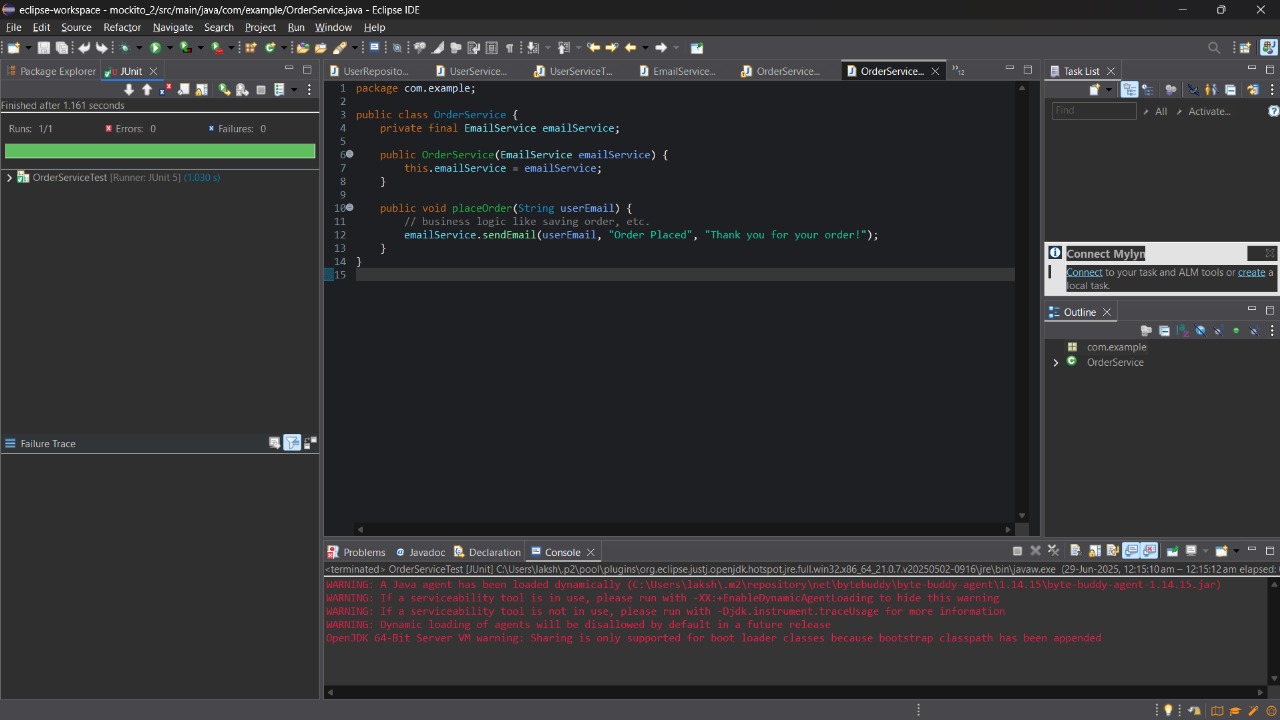 eclipse-workspace - mockito_2/src/main/java/com/example/OrderService.java - Eclipse IDE
File Edit Source Refactor Navigate Search Project Run Window Help
Package Explorer JUnit
UserReposito... UserService... UserServiceT... EmailService... OrderService... OrderService... »12
Task List
Finished after 1.161 seconds
Runs: 1/1 Errors: 0 Failures: 0
OrderServiceTest [Runner: JUnit 5] (1.030 s)
Failure Trace
1 package com.example;
2
3 public class OrderService {
4 private final EmailService emailService;
5
6 public OrderService(EmailService emailService) {
7 this.emailService = emailService;
8 }
9
10 public void placeOrder(String userEmail) {
11 // business logic like saving order, etc.
12 emailService.sendEmail(userEmail, "Order Placed", "Thank you for your order!");
13 }
14 }
15
Find All Activate...
Connect Mylyn
Connect to your task and ALM tools or create a
local task.
Outline
com.example
OrderService
Problems Javadoc Declaration Console
<terminated> OrderServiceTest [JUnit] C:\Users\laksh\.p2\pool\plugins\org.eclipse.justj.openjdk.hotspot.jre.full.win32.x86_64_21.0.7.v20250502-0916\jre\bin\javaw.exe (29-Jun-2025, 12:15:10 am – 12:15:12 am elapsed:
WARNING: A Java agent has been loaded dynamically (C:\Users\laksh\.m2\repository\net\bytebuddy\byte-buddy-agent\1.14.15\byte-buddy-agent-1.14.15.jar)
WARNING: If a serviceability tool is in use, please run with -XX:+EnableDynamicAgentLoading to hide this warning
WARNING: If a serviceability tool is not in use, please run with -Djdk.instrument.traceUsage for more information
WARNING: Dynamic loading of agents will be disallowed by default in a future release
OpenJDK 64-Bit Server VM warning: Sharing is only supported for boot loader classes because bootstrap classpath has been appended